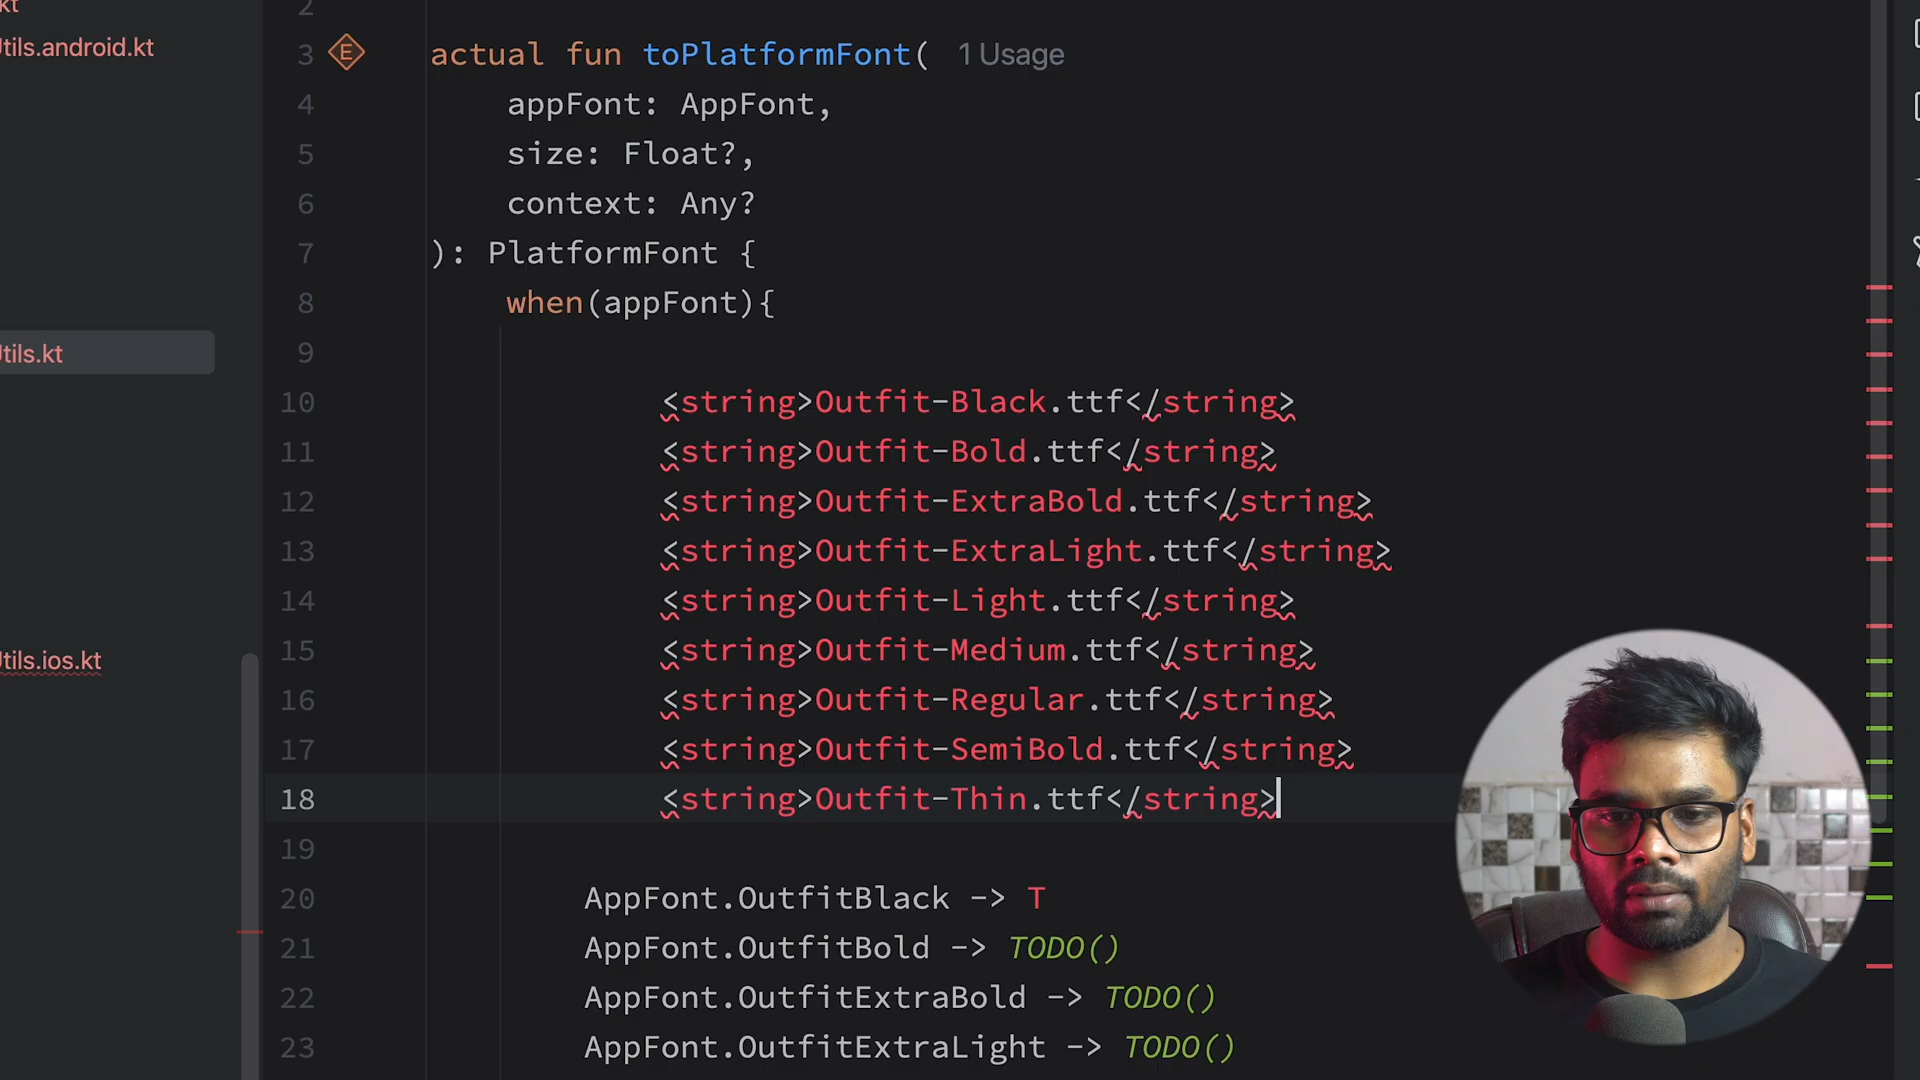 kt
2
tils.android.kt
3 E actual fun toPlatformFont( 1 Usage
4 appFont: AppFont,
5 size: Float?,
6 context: Any?
7 ): PlatformFont {
8 when(appFont){
tils.kt
9
10 <string>Outfit-Black.ttf</string>
11 <string>Outfit-Bold.ttf</string>
12 <string>Outfit-ExtraBold.ttf</string>
13 <string>Outfit-ExtraLight.ttf</string>
14 <string>Outfit-Light.ttf</string>
15 <string>Outfit-Medium.ttf</string>
tils.ios.kt
16 <string>Outfit-Regular.ttf</string>
17 <string>Outfit-SemiBold.ttf</string>
18 <string>Outfit-Thin.ttf</string>
19
20 AppFont.OutfitBlack -> T
21 AppFont.OutfitBold -> TODO()
22 AppFont.OutfitExtraBold -> TODO()
23 AppFont.OutfitExtraLight -> TODO()